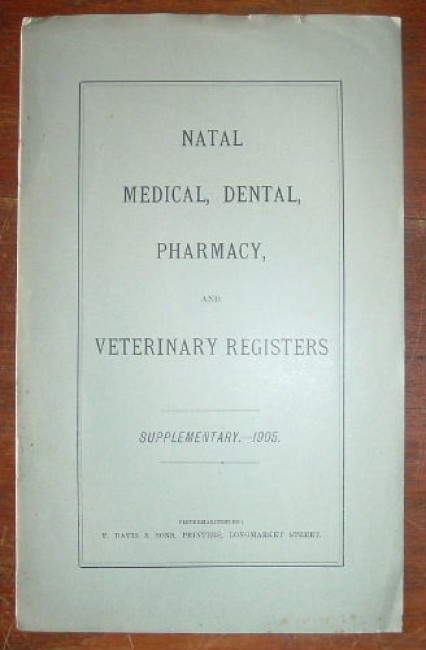 NATAL
MEDICAL, DENTAL,
PHARMACY,
AND
VETERINARY REGISTERS
SUPPLEMENTARY.—1905.
PIETERMARITZBURG:
P. DAVIS & SONS, PRINTERS, LONGMARKET STREET.